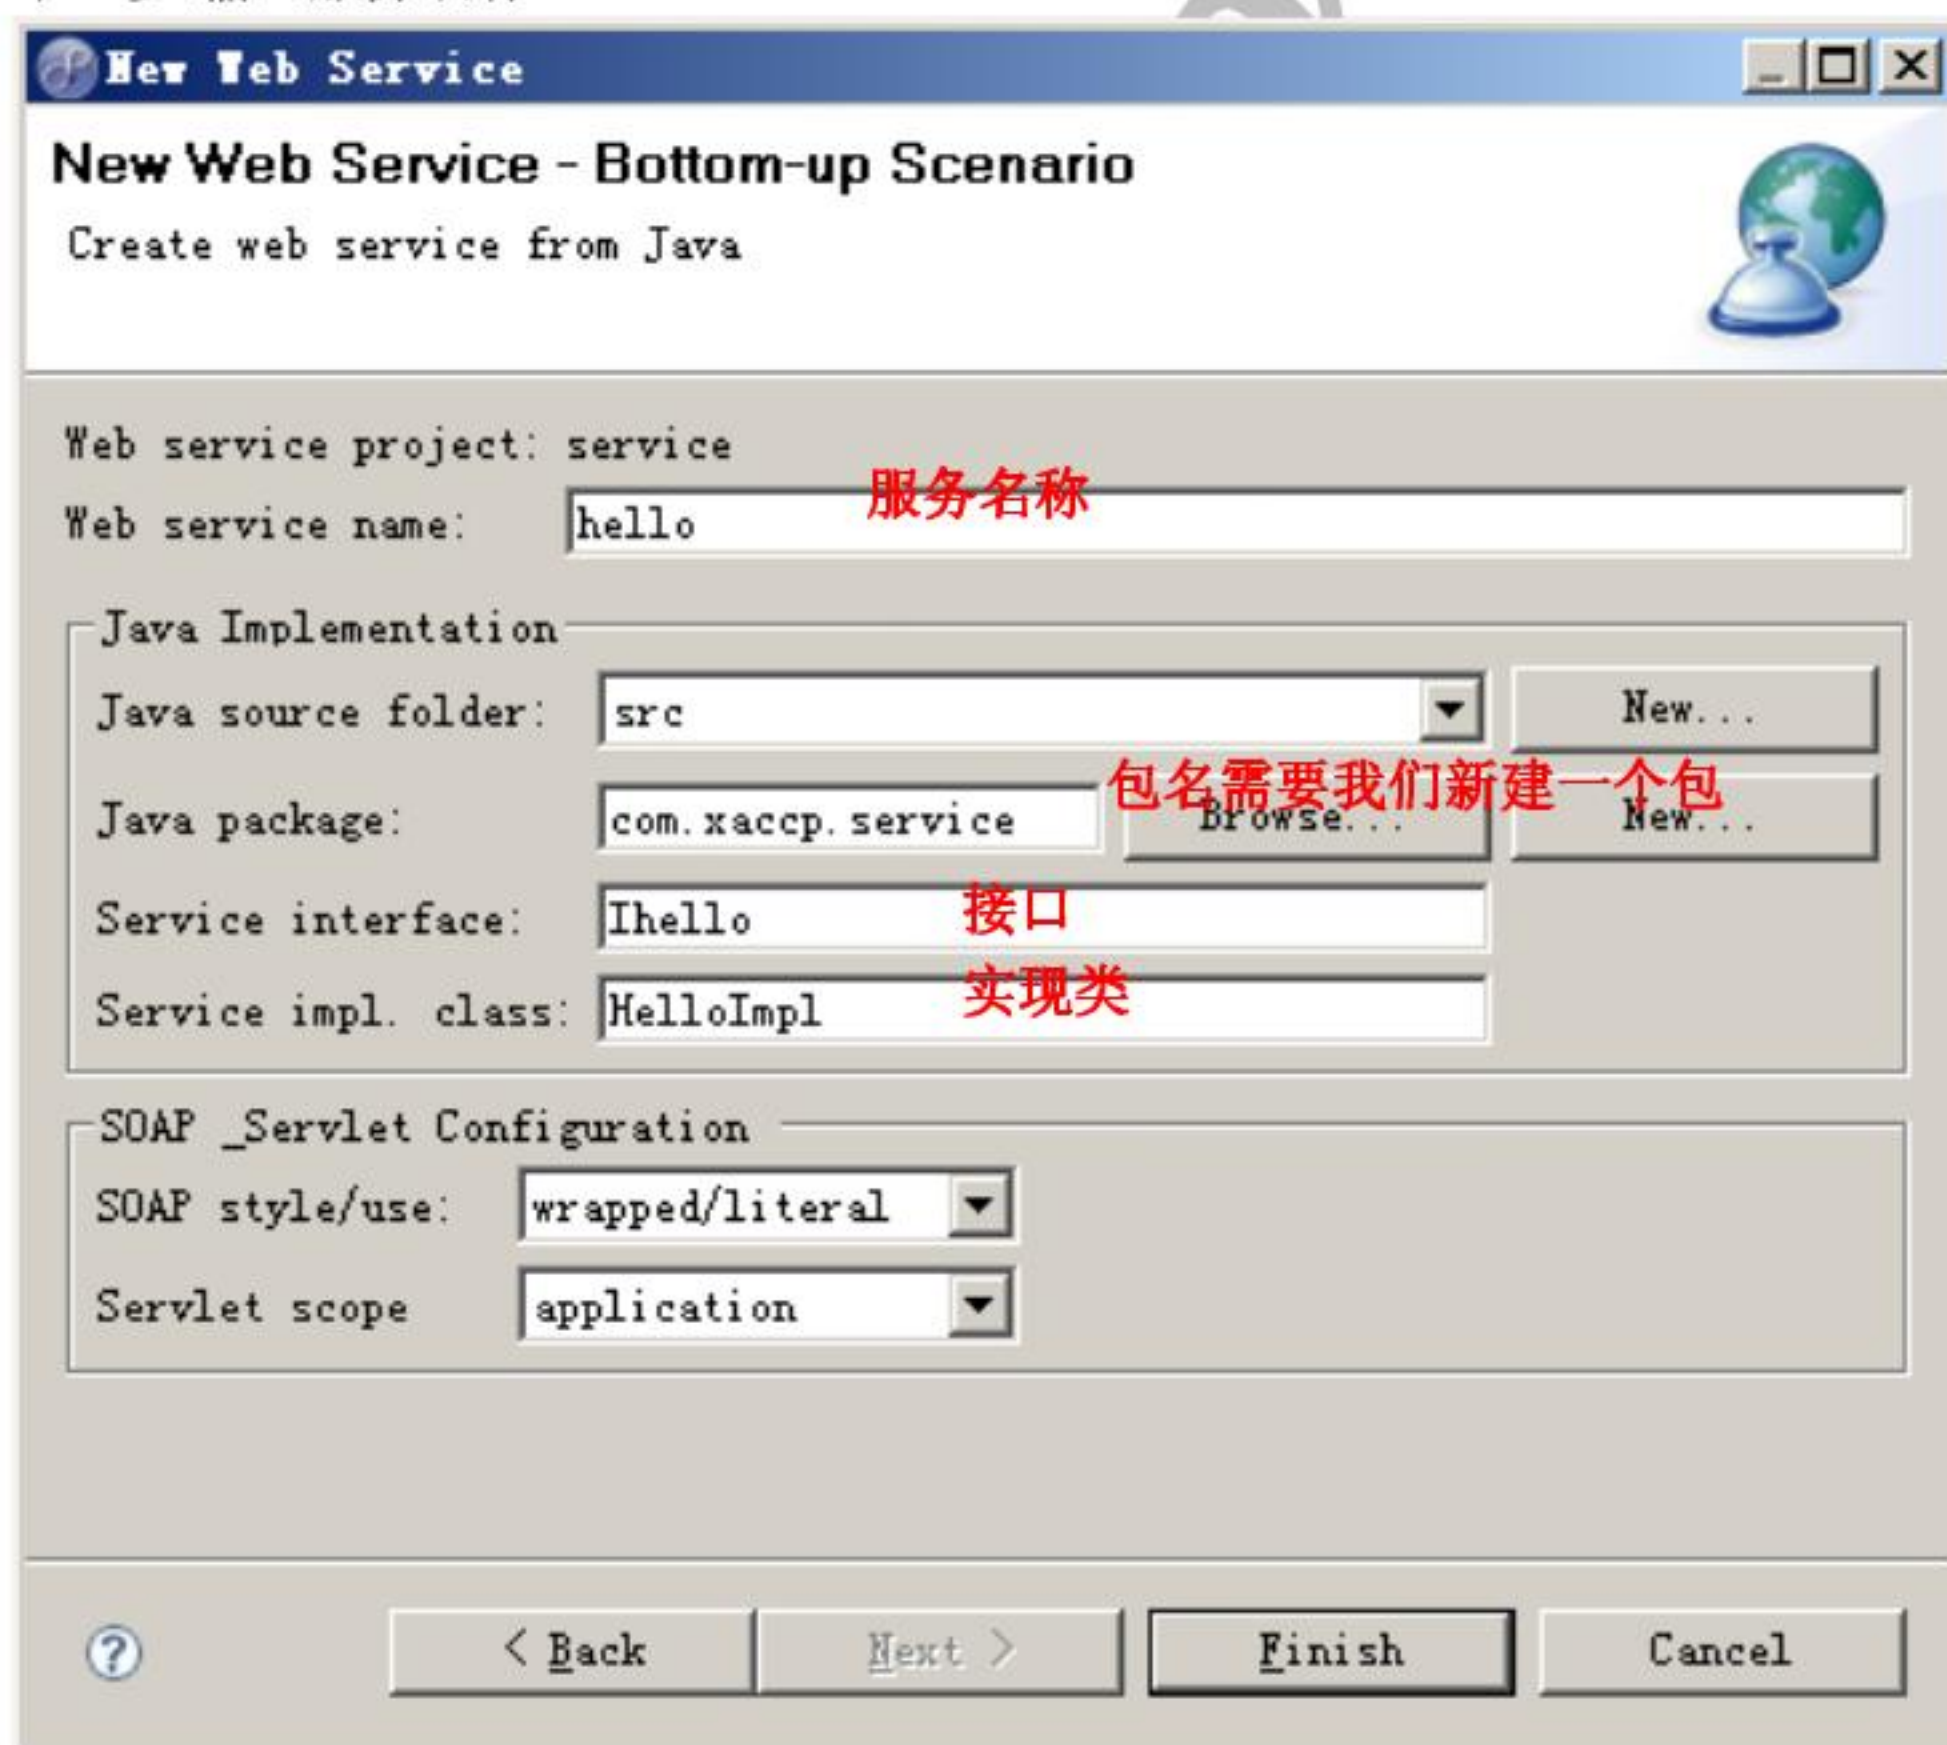 New Web Service
New Web Service - Bottom-up Scenario
Create web service from Java
Web service project: service
服务名称
Web service name: hello
Java Implementation
Java source folder: src New...
包名需要我们新建一个包
Java package: com.xaccp.service Browse... New...
接口
Service interface: Ihello
实现类
Service impl. class: HelloImpl
SOAP _Servlet Configuration
SOAP style/use: wrapped/literal
Servlet scope application
? < Back Next > Finish Cancel